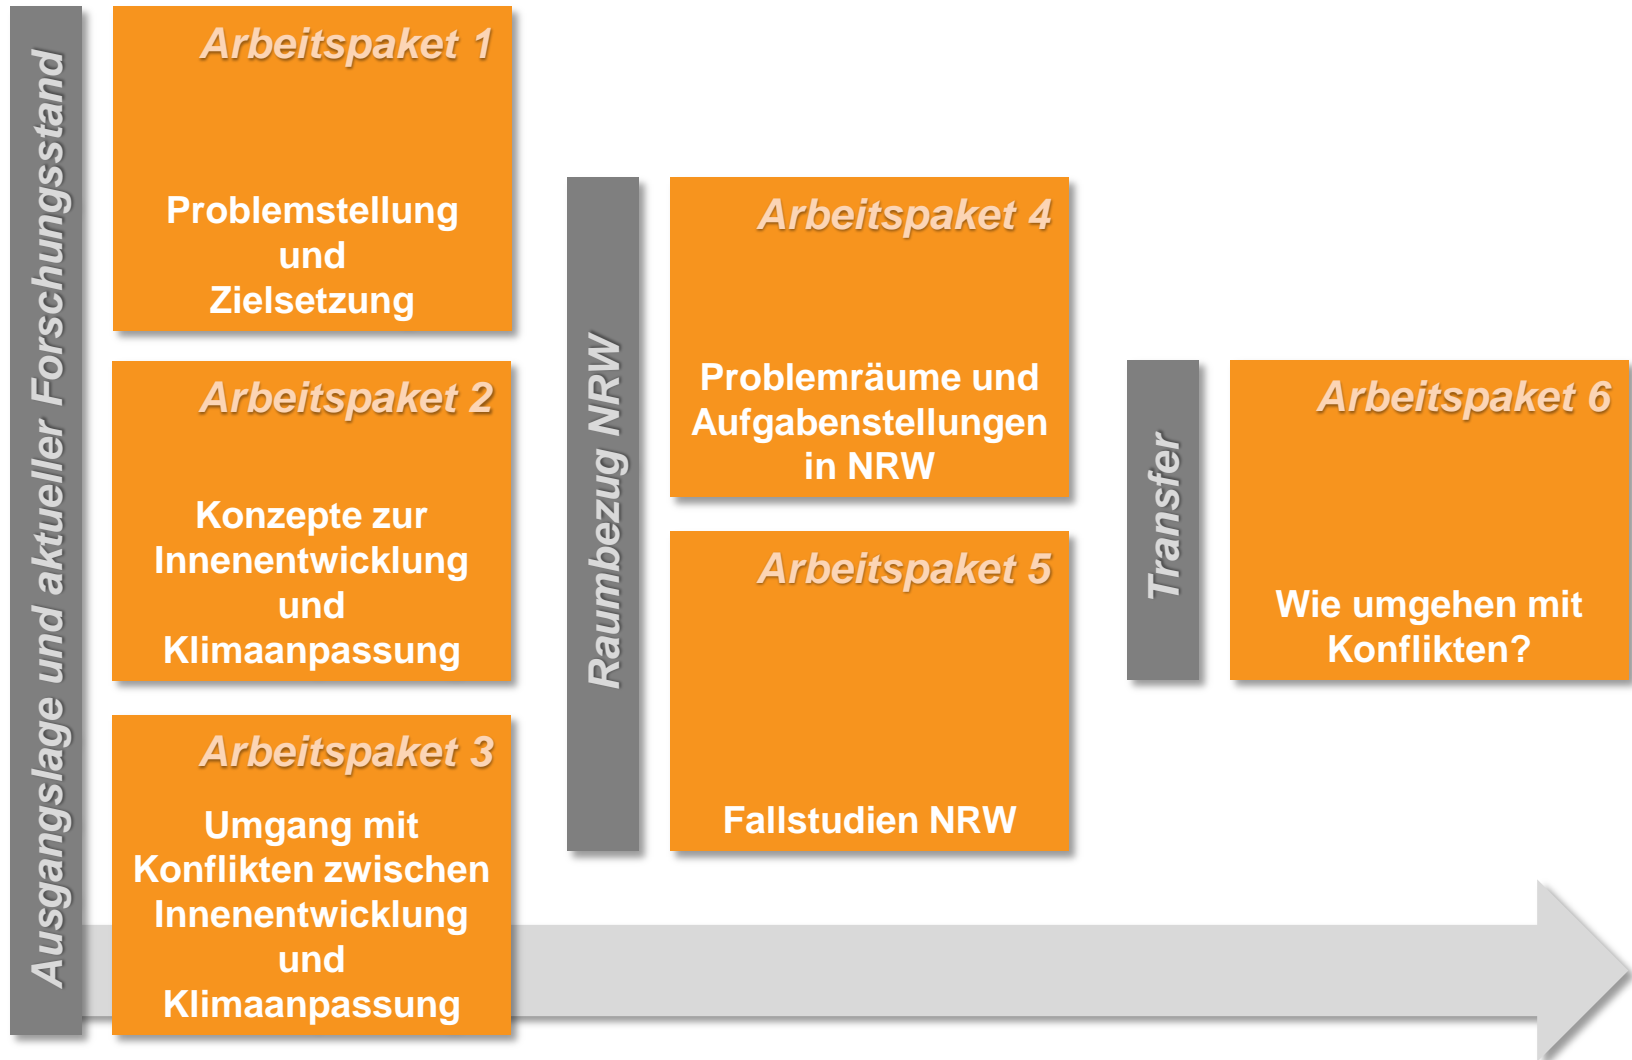 Ausgangslage und aktueller Forschungsstand
Arbeitspaket 1
Problemstellung
und
Zielsetzung
Arbeitspaket 2
Konzepte zur
Innenentwicklung
und
Klimaanpassung
Arbeitspaket 3
Umgang mit
Konflikten zwischen
Innenentwicklung
und
Klimaanpassung
Raumbezug NRW
Arbeitspaket 4
Problemräume und
Aufgabenstellungen
in NRW
Arbeitspaket 5
Fallstudien NRW
Transfer
Arbeitspaket 6
Wie umgehen mit
Konflikten?